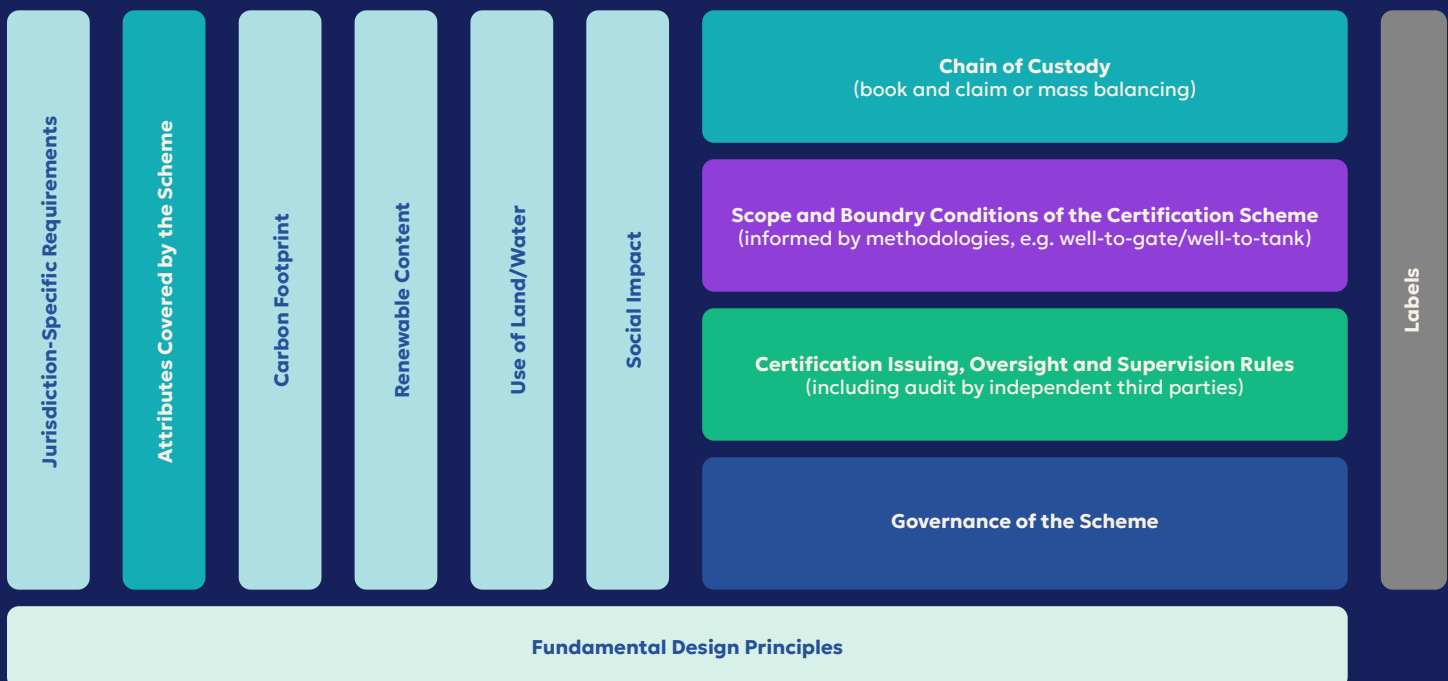 Jurisdiction-Specific Requirements
Attributes Covered by the Scheme
Carbon Footprint
Renewable Content
Use of Land/Water
Social Impact
Chain of Custody
(book and claim or mass balancing)
Scope and Boundry Conditions of the Certification Scheme
(informed by methodologies, e.g. well-to-gate/well-to-tank)
Certification Issuing, Oversight and Supervision Rules
(including audit by independent third parties)
Governance of the Scheme
Labels
Fundamental Design Principles